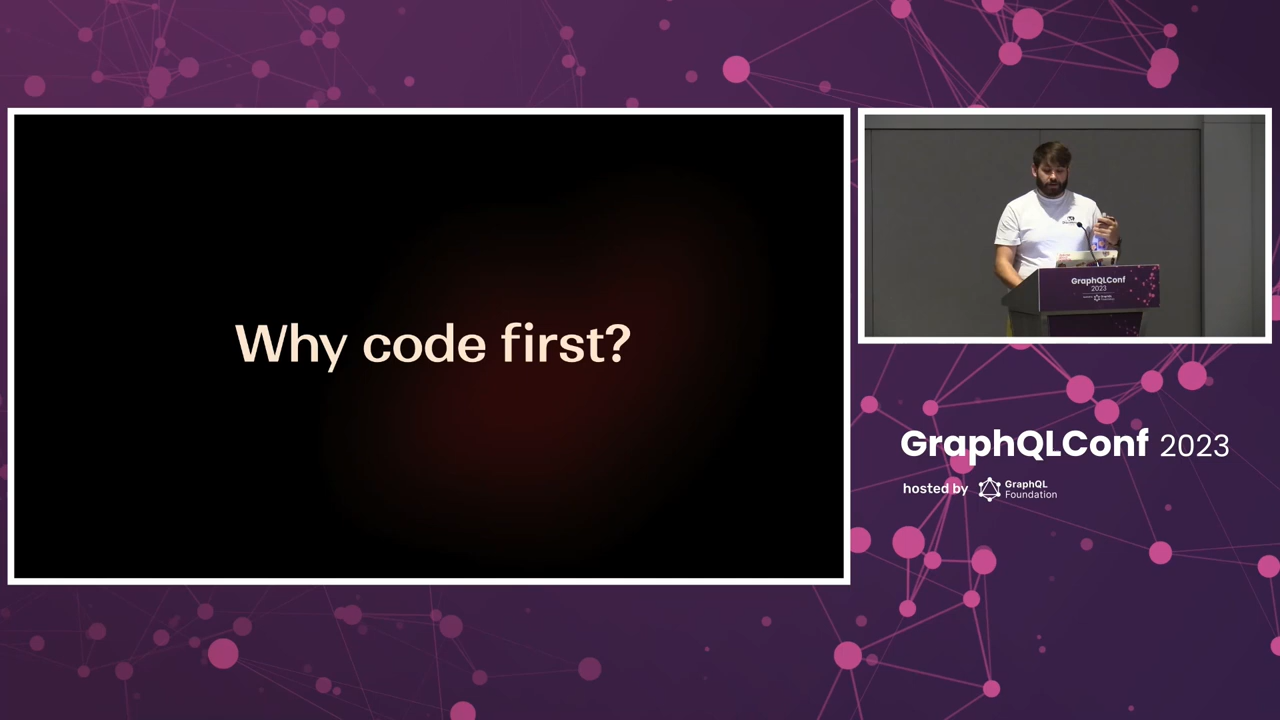 Why code first?
GraphQLConf
2023
GraphQLConf 2023
hosted by GraphQL
Foundation